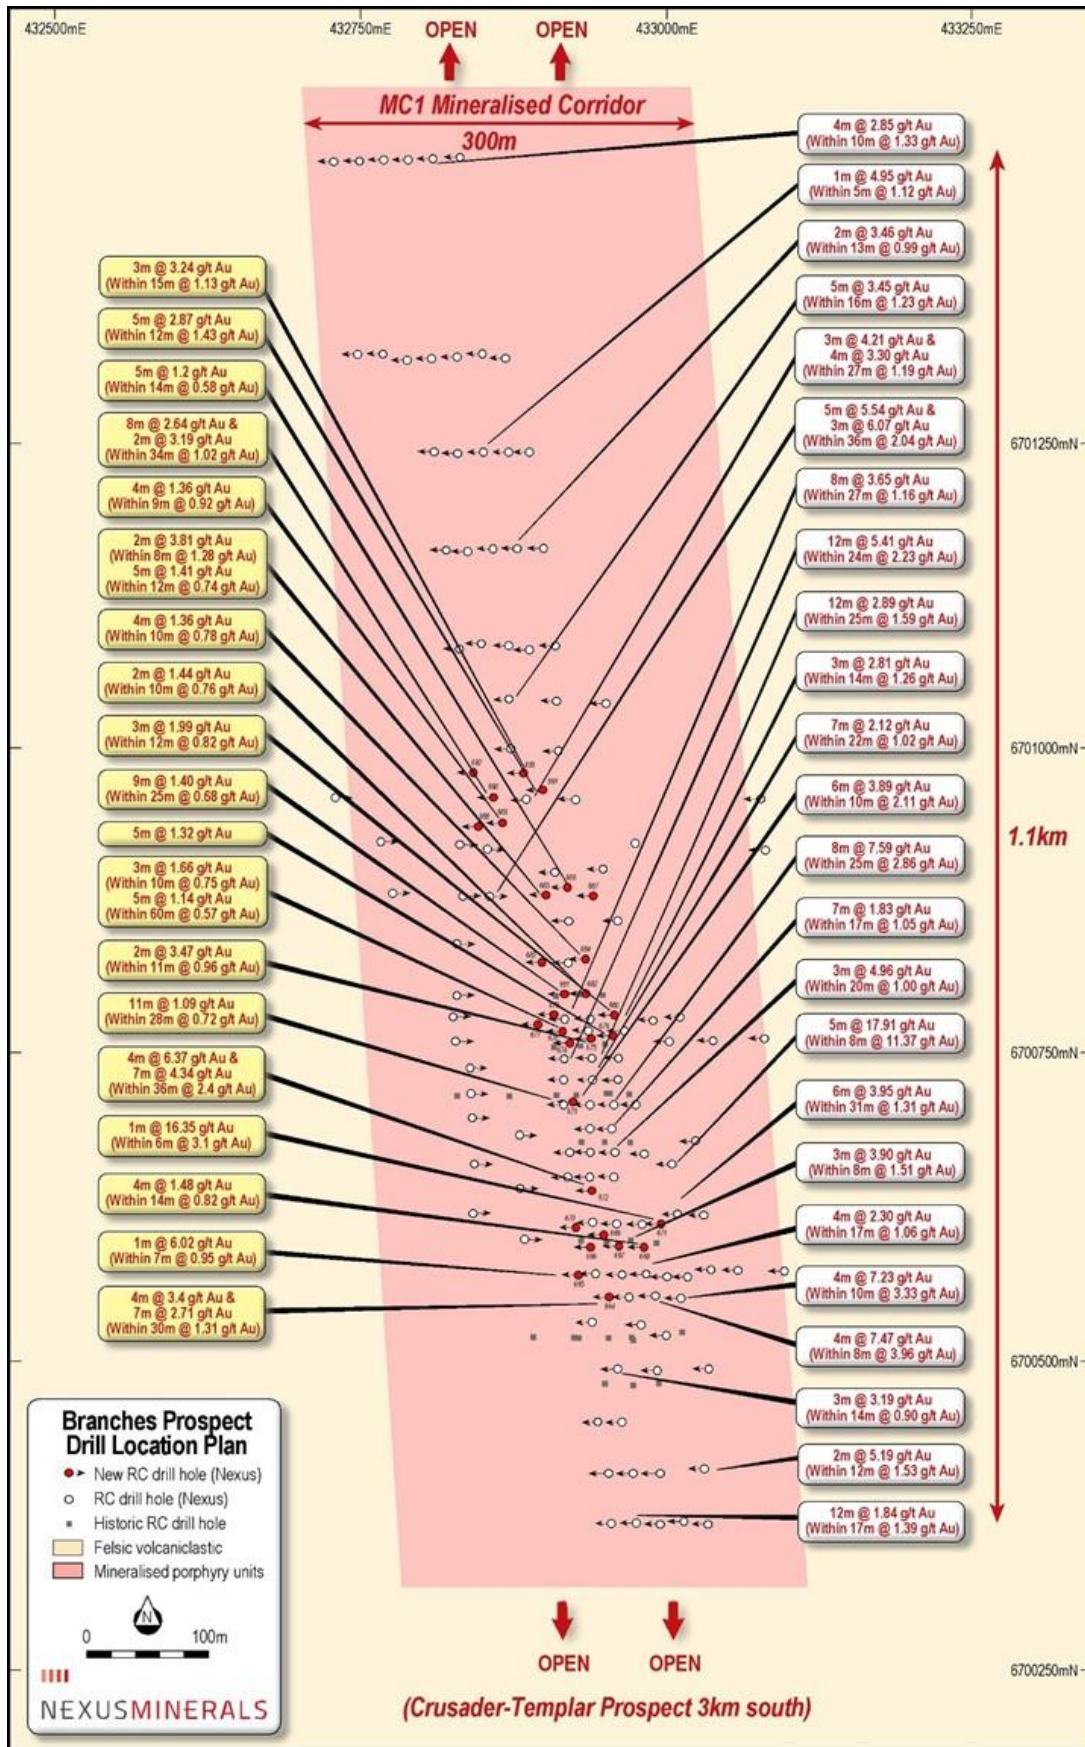 432500mE
432750mE
433000mE
433250mE
OPEN
OPEN
MC1 Mineralised Corridor
300m
4m @ 2.85 g/t Au
(Within 10m @ 1.33 g/t Au)
1m @ 4.95 g/t Au
(Within 5m @ 1.12 g/t Au)
2m @ 3.46 g/t Au
(Within 13m @ 0.99 g/t Au)
5m @ 3.45 g/t Au
(Within 16m @ 1.23 g/t Au)
3m @ 4.21 g/t Au &
4m @ 3.30 g/t Au
(Within 27m @ 1.19 g/t Au)
5m @ 5.54 g/t Au &
3m @ 6.07 g/t Au
(Within 36m @ 2.04 g/t Au)
8m @ 3.65 g/t Au
(Within 27m @ 1.16 g/t Au)
12m @ 5.41 g/t Au
(Within 24m @ 2.23 g/t Au)
12m @ 2.89 g/t Au
(Within 25m @ 1.59 g/t Au)
3m @ 2.81 g/t Au
(Within 14m @ 1.26 g/t Au)
7m @ 2.12 g/t Au
(Within 22m @ 1.02 g/t Au)
6m @ 3.89 g/t Au
(Within 10m @ 2.11 g/t Au)
8m @ 7.59 g/t Au
(Within 25m @ 2.86 g/t Au)
7m @ 1.83 g/t Au
(Within 17m @ 1.05 g/t Au)
3m @ 4.96 g/t Au
(Within 20m @ 1.00 g/t Au)
5m @ 17.91 g/t Au
(Within 8m @ 11.37 g/t Au)
6m @ 3.95 g/t Au
(Within 31m @ 1.31 g/t Au)
3m @ 3.90 g/t Au
(Within 8m @ 1.51 g/t Au)
4m @ 2.30 g/t Au
(Within 17m @ 1.06 g/t Au)
4m @ 7.23 g/t Au
(Within 10m @ 3.33 g/t Au)
4m @ 7.47 g/t Au
(Within 8m @ 3.96 g/t Au)
3m @ 3.19 g/t Au
(Within 14m @ 0.90 g/t Au)
2m @ 5.19 g/t Au
(Within 12m @ 1.53 g/t Au)
12m @ 1.84 g/t Au
(Within 17m @ 1.39 g/t Au)
3m @ 3.24 g/t Au
(Within 15m @ 1.13 g/t Au)
5m @ 2.87 g/t Au
(Within 12m @ 1.43 g/t Au)
5m @ 1.2 g/t Au
(Within 14m @ 0.58 g/t Au)
8m @ 2.64 g/t Au &
2m @ 3.19 g/t Au
(Within 34m @ 1.02 g/t Au)
4m @ 1.36 g/t Au
(Within 9m @ 0.92 g/t Au)
2m @ 3.81 g/t Au
(Within 8m @ 1.28 g/t Au)
5m @ 1.41 g/t Au
(Within 12m @ 0.74 g/t Au)
4m @ 1.36 g/t Au
(Within 10m @ 0.78 g/t Au)
2m @ 1.44 g/t Au
(Within 10m @ 0.76 g/t Au)
3m @ 1.99 g/t Au
(Within 12m @ 0.82 g/t Au)
9m @ 1.40 g/t Au
(Within 25m @ 0.68 g/t Au)
5m @ 1.32 g/t Au
3m @ 1.66 g/t Au
(Within 10m @ 0.75 g/t Au)
5m @ 1.14 g/t Au
(Within 60m @ 0.57 g/t Au)
2m @ 3.47 g/t Au
(Within 11m @ 0.96 g/t Au)
11m @ 1.09 g/t Au
(Within 28m @ 0.72 g/t Au)
4m @ 6.37 g/t Au &
7m @ 4.34 g/t Au
(Within 36m @ 2.4 g/t Au)
1m @ 16.35 g/t Au
(Within 6m @ 3.1 g/t Au)
4m @ 1.48 g/t Au
(Within 14m @ 0.82 g/t Au)
1m @ 6.02 g/t Au
(Within 7m @ 0.95 g/t Au)
4m @ 3.4 g/t Au &
7m @ 2.71 g/t Au
(Within 30m @ 1.31 g/t Au)
6701250mN
6701000mN
1.1km
6700750mN
6700500mN
6700250mN
Branches Prospect
Drill Location Plan
New RC drill hole (Nexus)
RC drill hole (Nexus)
Historic RC drill hole
Felsic volcaniclastic
Mineralised porphyry units
N
0 100m
NEXUSMINERALS
OPEN
OPEN
(Crusader-Templar Prospect 3km south)